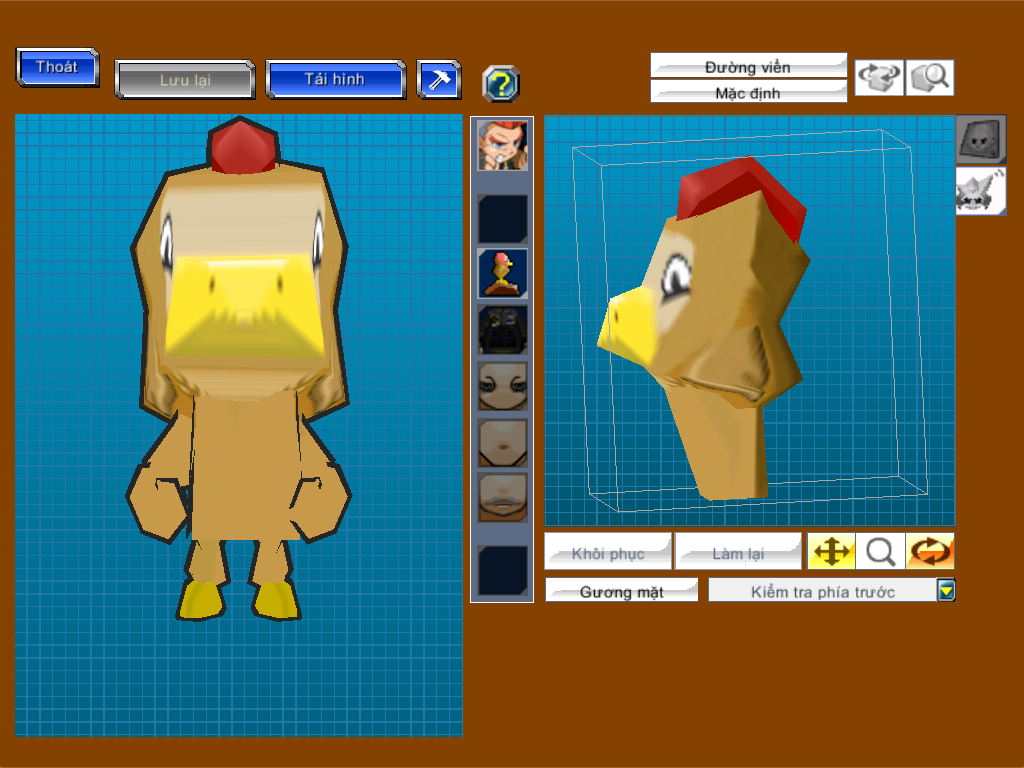 Thoát
Lưu lại
Tải hình
?
Đường viền
Mặc định
Khôi phục
Làm lại
Gương mặt
Kiểm tra phía trước